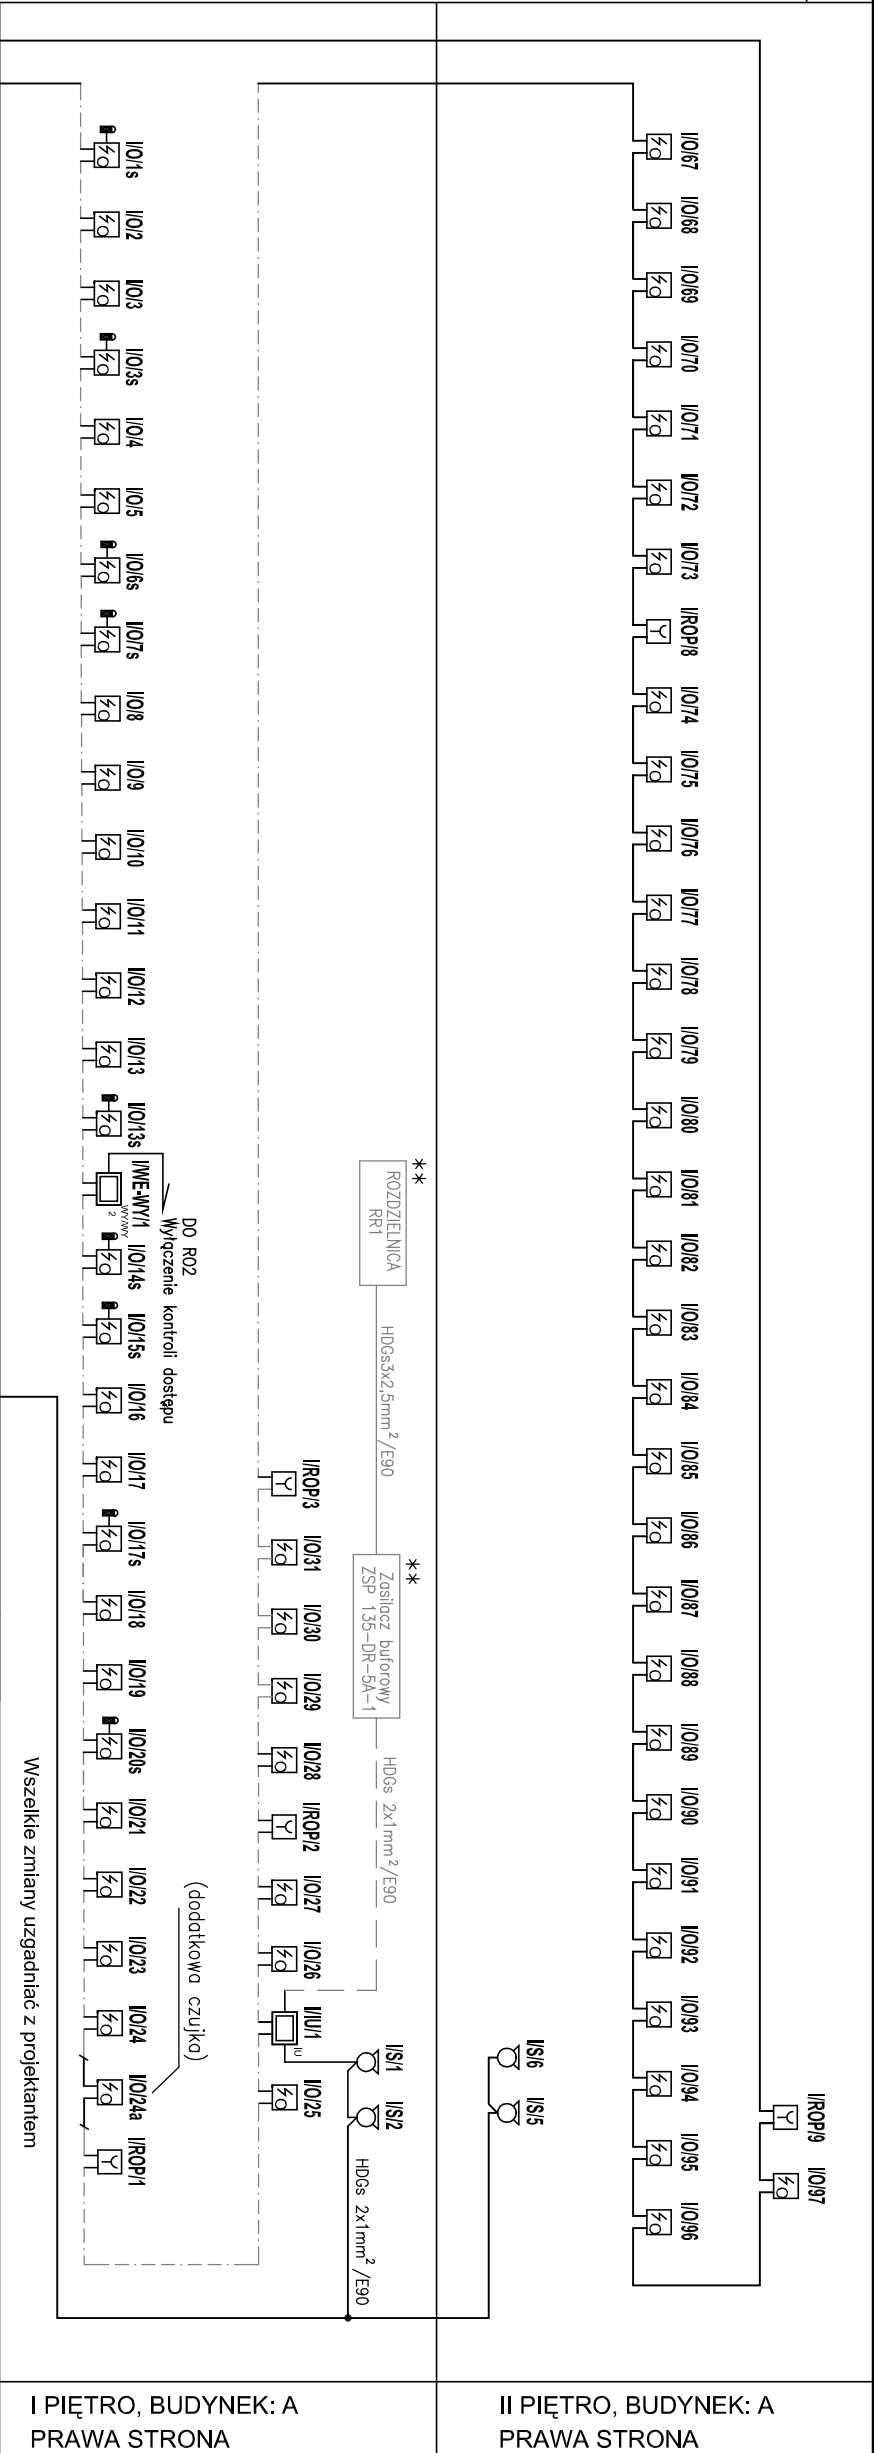 I/O/67
I/O/68
I/O/69
I/O/70
I/O/71
I/O/72
I/O/73
I/ROP/8
I/O/74
I/O/75
I/O/76
I/O/77
I/O/78
I/O/79
I/O/80
I/O/81
I/O/82
I/O/83
I/O/84
I/O/85
I/O/86
I/O/87
I/O/88
I/O/89
I/O/90
I/O/91
I/O/92
I/O/93
I/O/94
I/O/95
I/O/96
I/ROP/9
I/O/97
I/S/6
I/S/5
**
ROZDZIELNICA
RR1
HDGs3x2,5mm²/E90
**
Zasilacz buforowy
ZSP 135-DR-5A-1
HDGs 2x1mm²/E90
I/S/1
I/S/2
HDGs 2x1mm²/E90
I/ROP/3
I/O/31
I/O/30
I/O/29
I/O/28
I/ROP/2
I/O/27
I/O/26
I/IU/1
IU
I/O/25
I/O/1s
I/O/2
I/O/3
I/O/3s
I/O/4
I/O/5
I/O/6s
I/O/7s
I/O/8
I/O/9
I/O/10
I/O/11
I/O/12
I/O/13
I/O/13s
I/WE-WY/1
WY/WY
2
DO RO2
Wyłączenie kontroli dostępu
I/O/14s
I/O/15s
I/O/16
I/O/17
I/O/17s
I/O/18
I/O/19
I/O/20s
I/O/21
I/O/22
I/O/23
I/O/24
I/O/24a
(dodatkowa czujka)
I/ROP/1
Wszelkie zmiany uzgadniać z projektantem
I PIĘTRO, BUDYNEK: A
PRAWA STRONA
II PIĘTRO, BUDYNEK: A
PRAWA STRONA